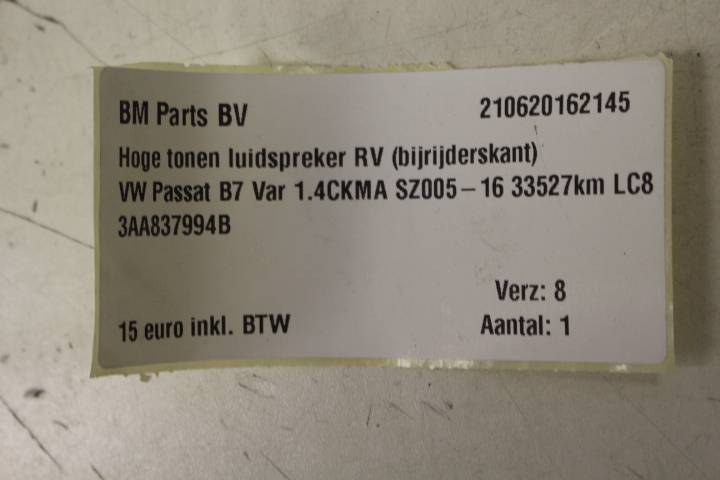 BM Parts BV 210620162145
Hoge tonen luidspreker RV (bijrijderskant)
VW Passat B7 Var 1.4CKMA SZ005-16 33527km LC8
3AA837994B
Verz: 8
15 euro inkl. BTW Aantal: 1